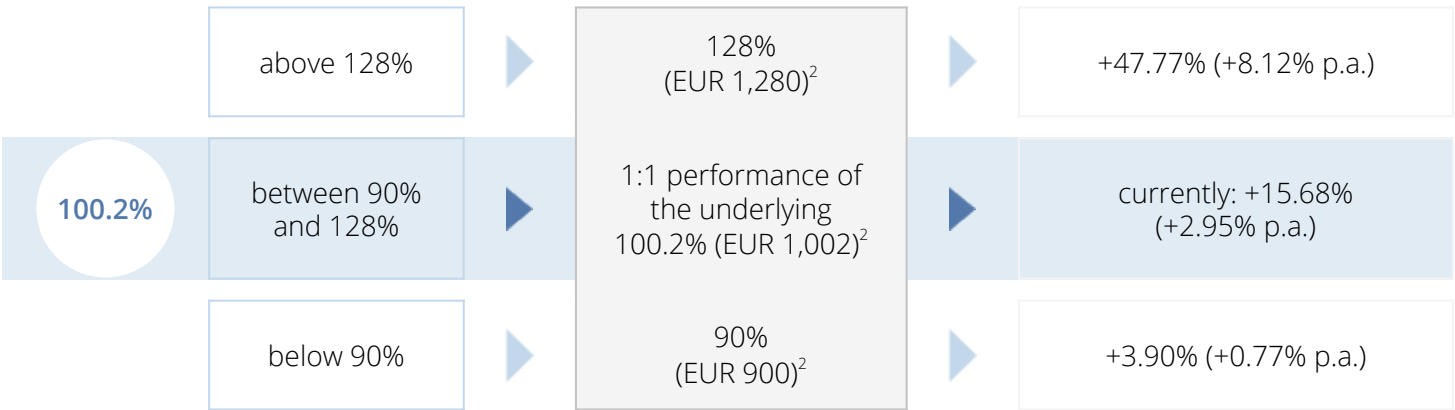 above 128%
128%
(EUR 1,280)²
+47.77% (+8.12% p.a.)
100.2%
between 90%
and 128%
1:1 performance of
the underlying
100.2% (EUR 1,002)²
currently: +15.68%
(+2.95% p.a.)
below 90%
90%
(EUR 900)²
+3.90% (+0.77% p.a.)